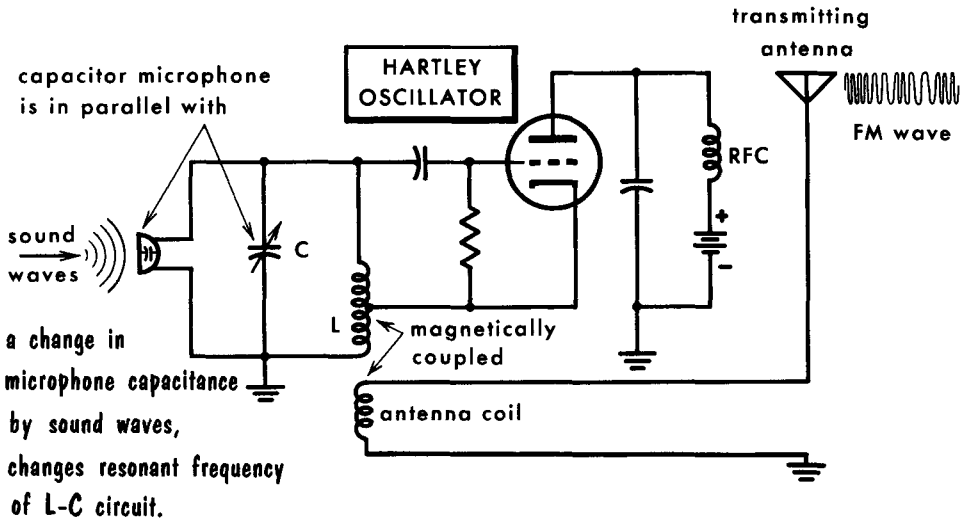 transmitting
antenna
FM wave
HARTLEY
OSCILLATOR
capacitor microphone
is in parallel with
RFC
+
-
sound
waves
C
L
magnetically
coupled
antenna coil
a change in
microphone capacitance
by sound waves,
changes resonant frequency
of L-C circuit.